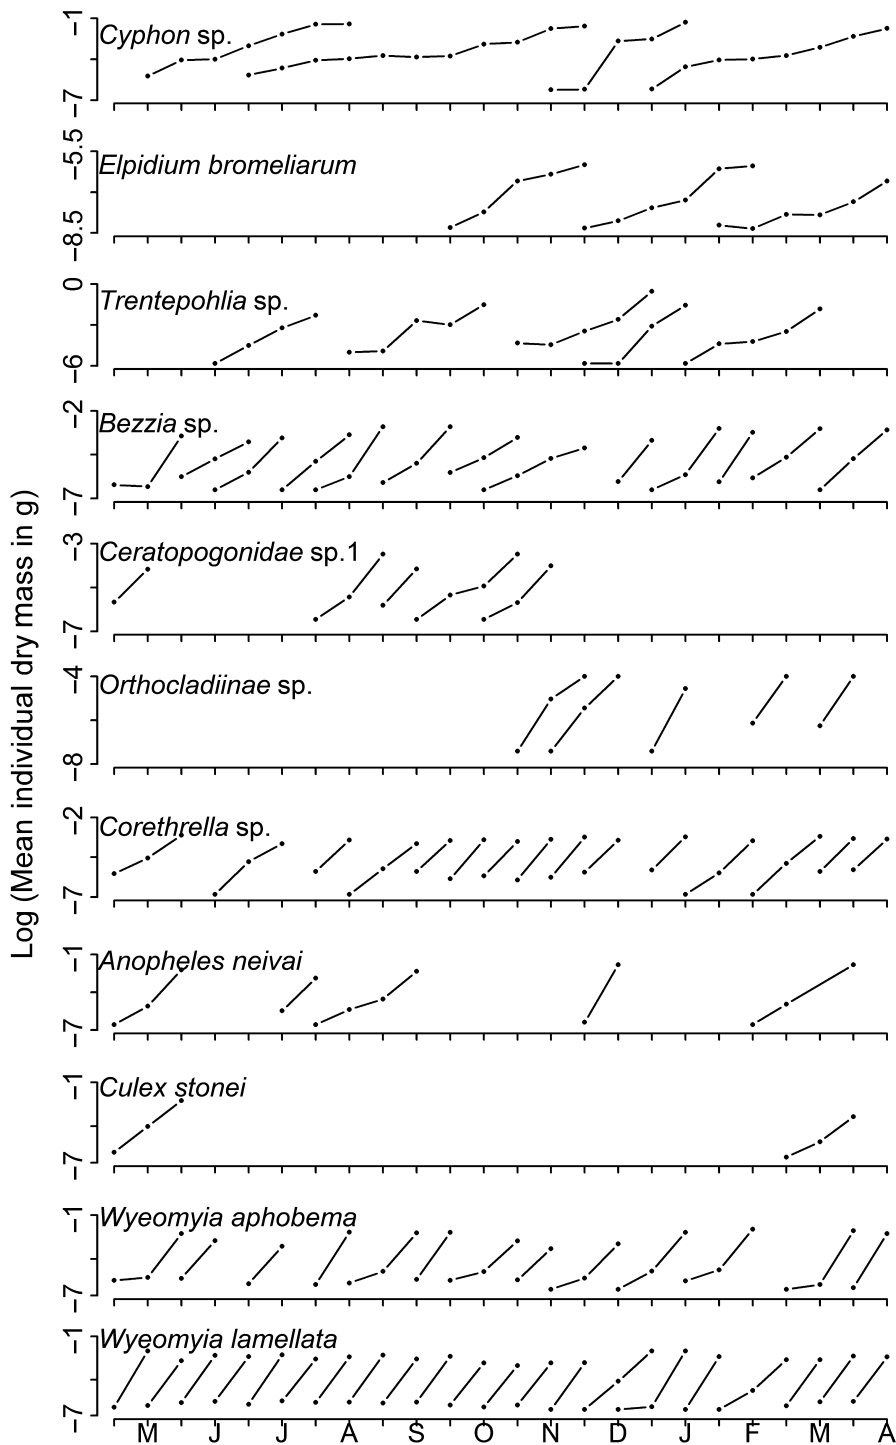 Log (Mean individual dry mass in g)
Cyphon sp.
−1
−7
Elpidium bromeliarum
−5.5
−8.5
Trentepohlia sp.
0
−6
Bezzia sp.
−2
−7
Ceratopogonidae sp.1
−3
−7
Orthocladiinae sp.
−4
−8
Corethrella sp.
−2
−7
Anopheles neivai
−1
−7
Culex stonei
−1
−7
Wyeomyia aphobema
−1
−7
Wyeomyia lamellata
−1
−7
M J J A S O N D J F M A